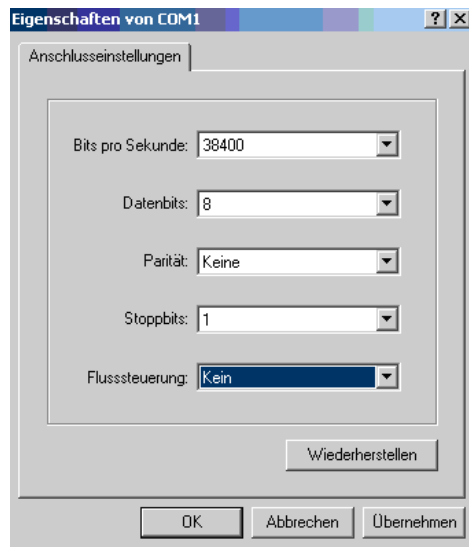 Eigenschaften von COM1
Anschlusseinstellungen
Bits pro Sekunde: 38400
Datenbits: 8
Parität: Keine
Stoppbits: 1
Flusssteuerung: Kein
Wiederherstellen
OK Abbrechen Übernehmen